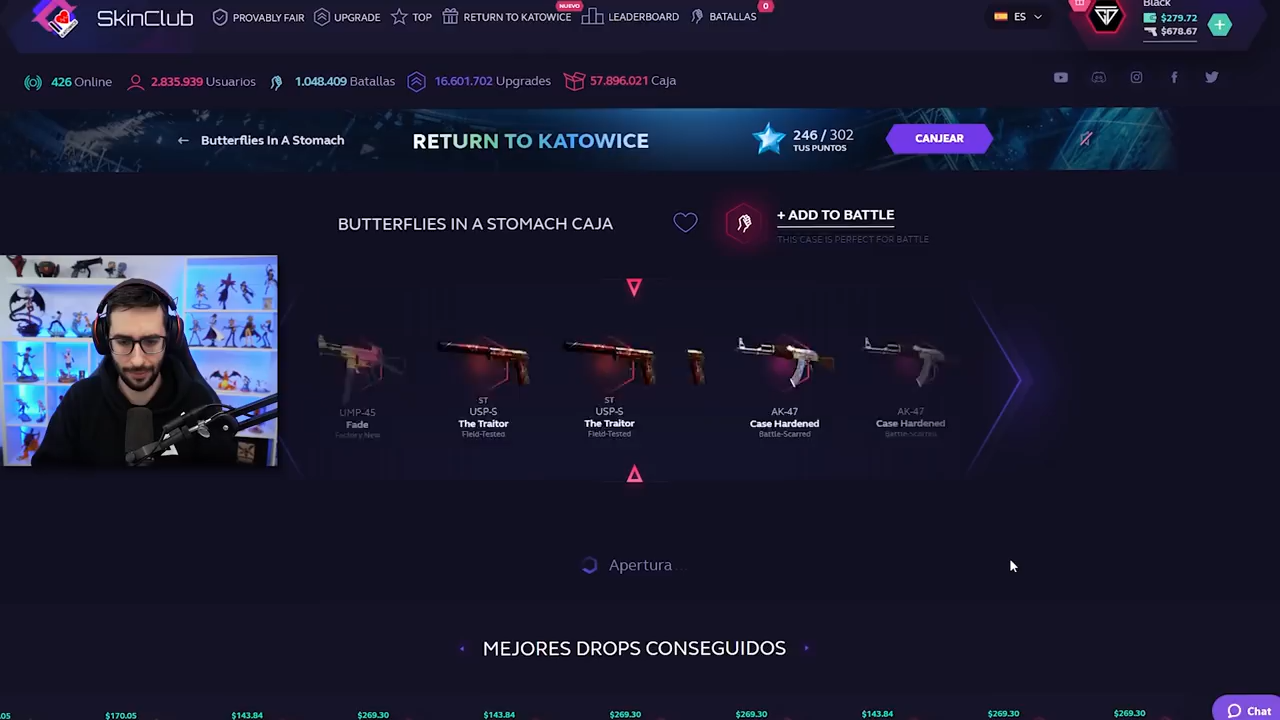 SKINCLUB
PROVABLY FAIR
UPGRADE
TOP
RETURN TO KATOWICE
NUEVO
LEADERBOARD
BATALLAS
0
ES
Black
$279.72
$678.67
426 Online
2.835.939 Usuarios
1.048.409 Batallas
16.601.702 Upgrades
57.896.021 Caja
← Butterflies In A Stomach
RETURN TO KATOWICE
246 / 302
TUS PUNTOS
CANJEAR
BUTTERFLIES IN A STOMACH CAJA
+ ADD TO BATTLE
THIS CASE IS PERFECT FOR BATTLE
UMP-45
Fade
Factory New
ST
USP-S
The Traitor
Field-Tested
ST
USP-S
The Traitor
Field-Tested
AK-47
Case Hardened
Battle-Scarred
AK-47
Case Hardened
Battle-Scarred
Apertura...
MEJORES DROPS CONSEGUIDOS
$170.05
$143.84
$269.30
$143.84
$269.30
$269.30
$143.84
$269.30
$269.30
Chat